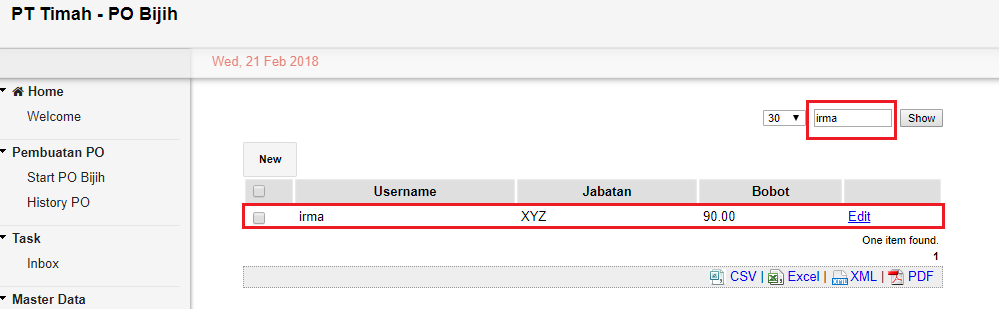 PT Timah - PO Bijih
Wed, 21 Feb 2018
Home
Welcome
Pembuatan PO
Start PO Bijih
History PO
Task
Inbox
Master Data
30 irma Show
New
Username Jabatan Bobot
irma XYZ 90.00 Edit
One item found.
1
CSV | Excel | XML | PDF